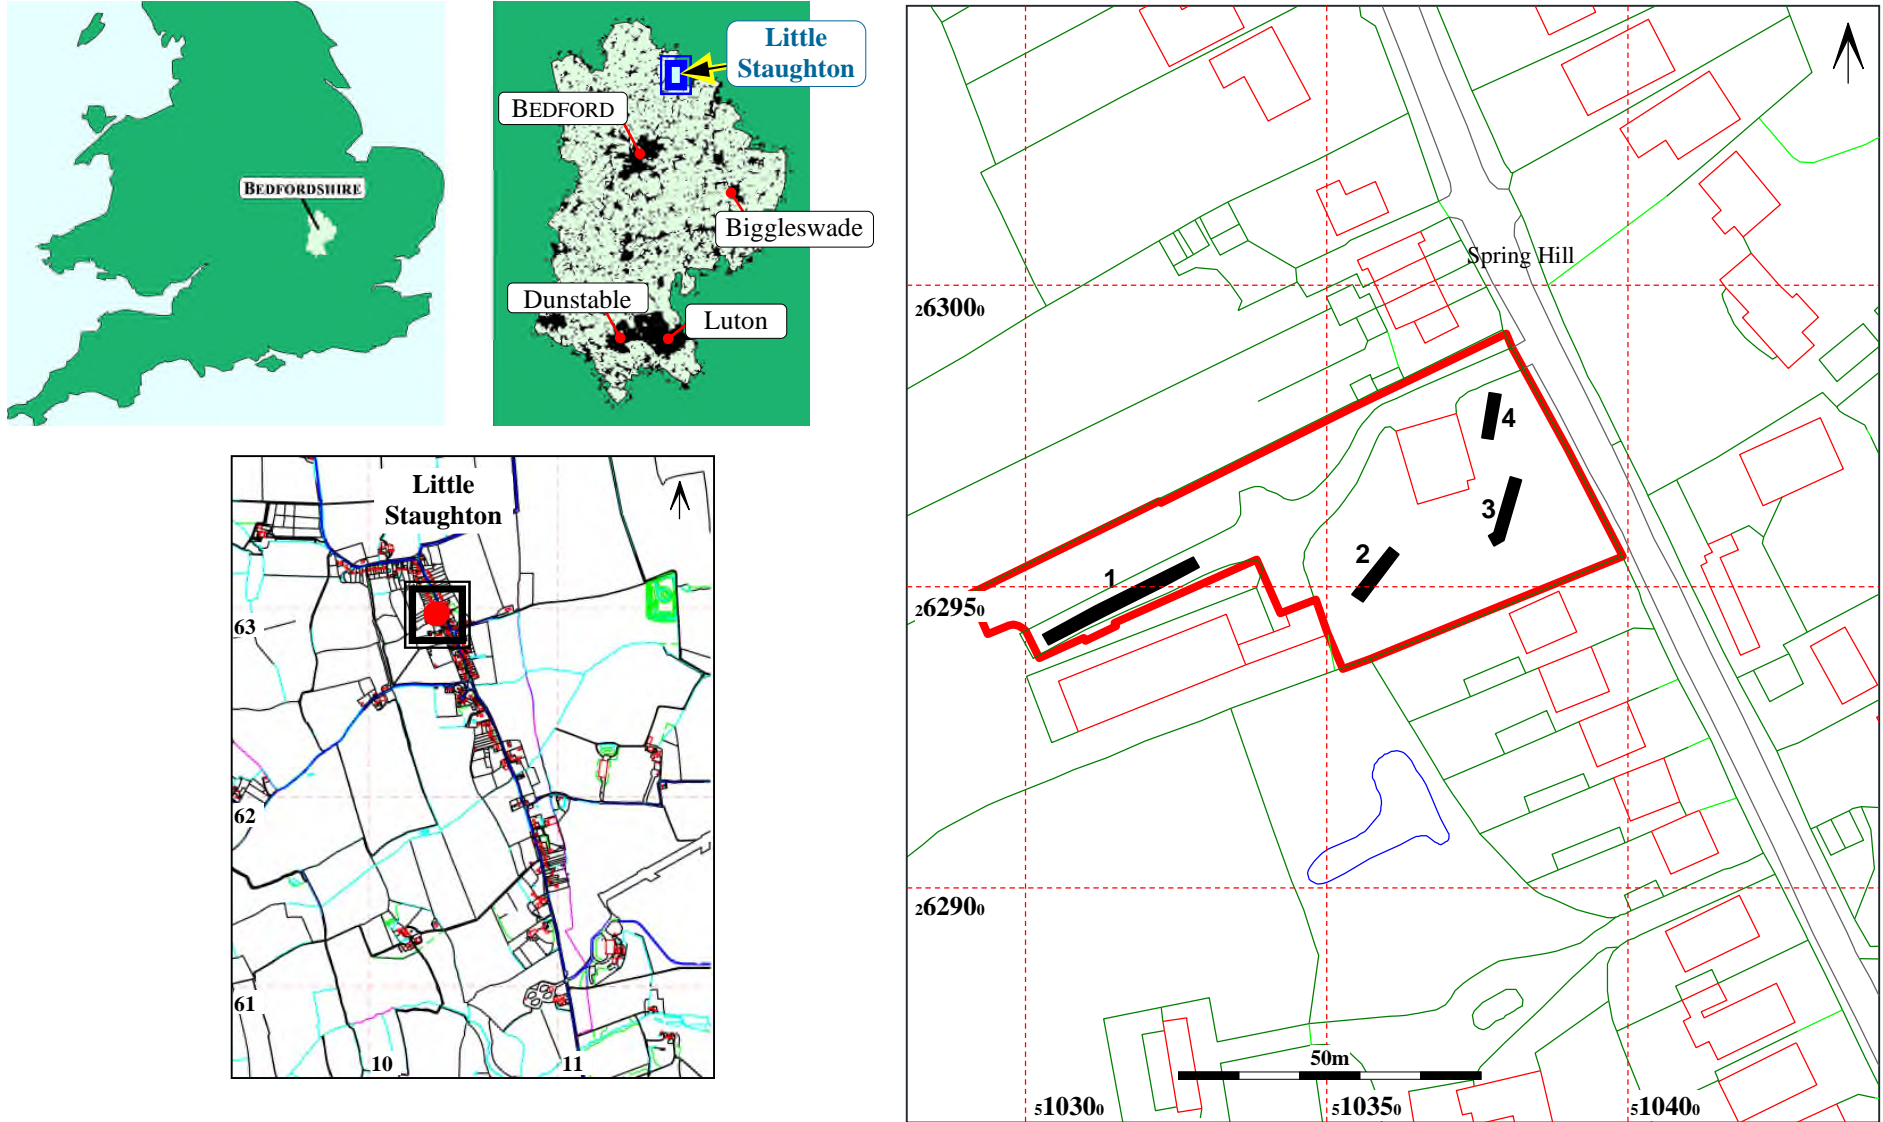 BEDFORDSHIRE
Little
Staughton
BEDFORD
Biggleswade
Dunstable
Luton
Little
Staughton
63
62
61
10
11
Spring Hill
263000
262950
262900
1
2
3
4
50m
510300
510350
510400